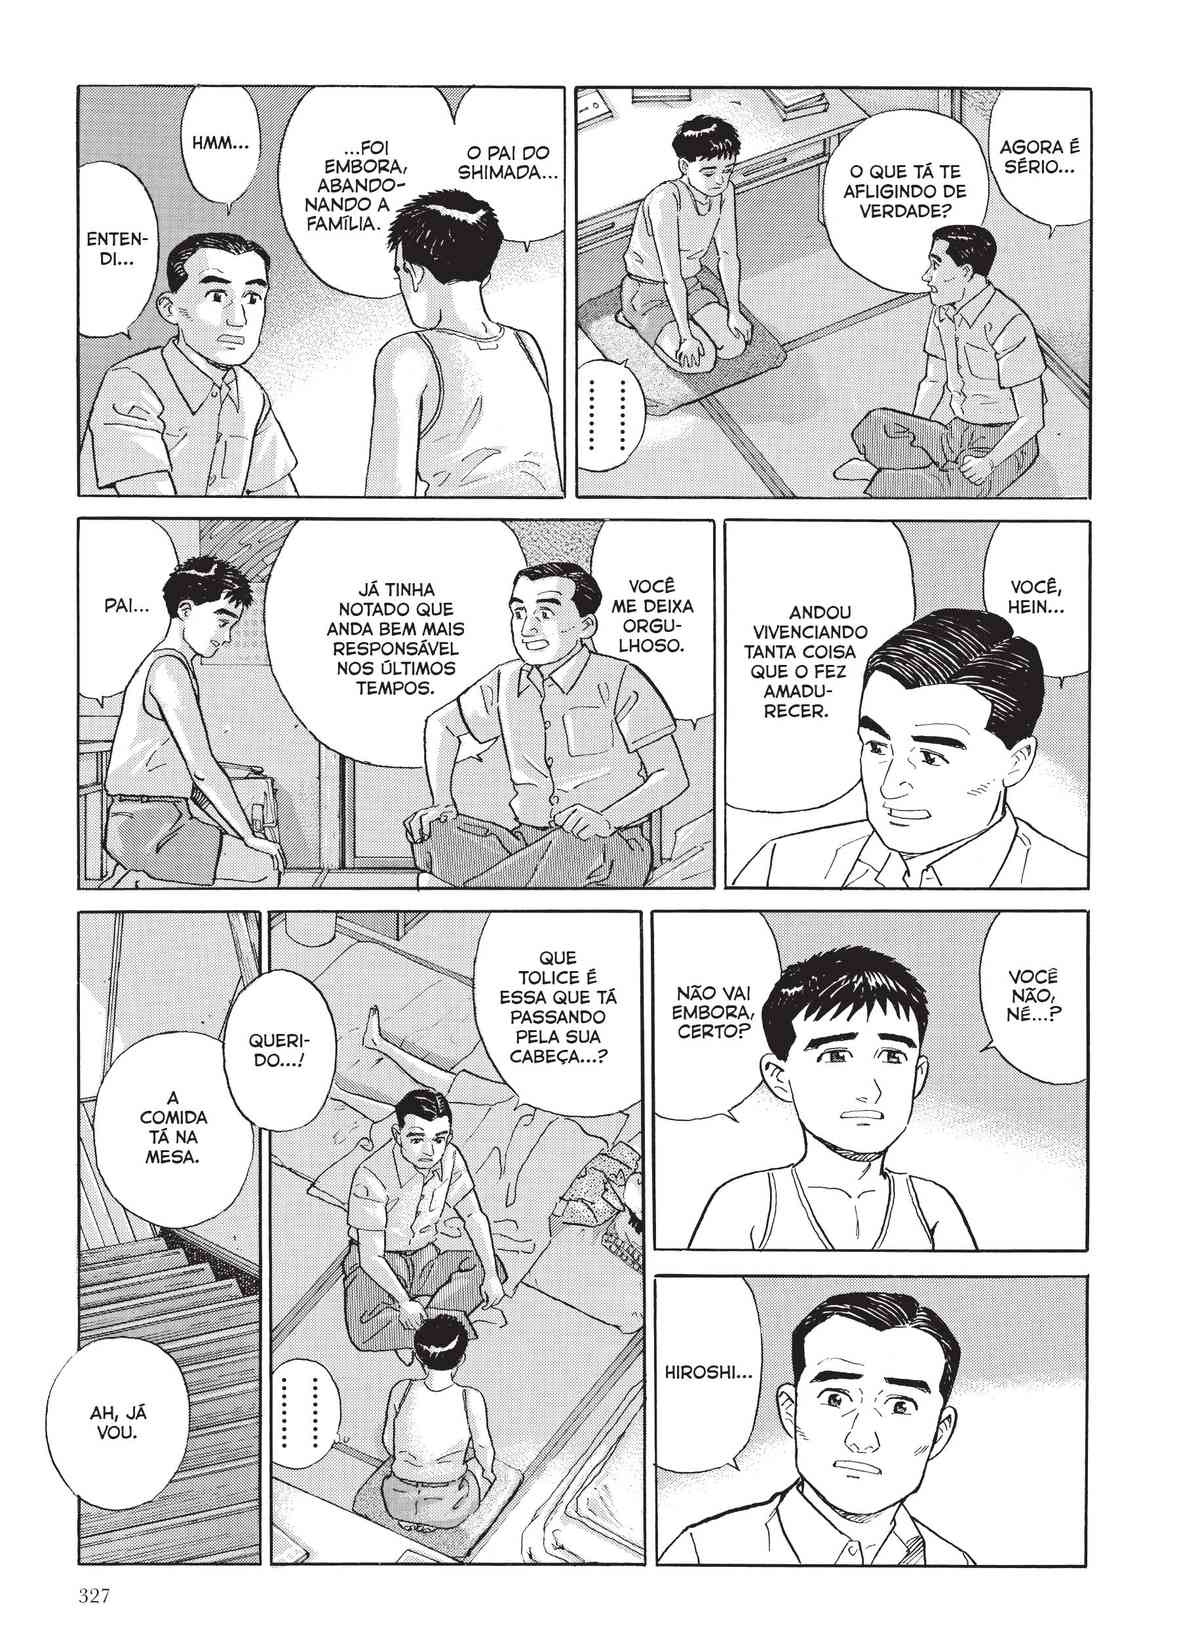 AGORA É
SÉRIO...
O QUE TÁ TE
AFLIGINDO DE
VERDADE?
O PAI DO
SHIMADA...
...FOI
EMBORA,
ABANDO-
NANDO A
FAMÍLIA.
HMM...
ENTEN-
DI...
VOCÊ,
HEIN...
ANDOU
VIVENCIANDO
TANTA COISA
QUE O FEZ
AMADU-
RECER.
VOCÊ
ME DEIXA
ORGU-
LHOSO.
JÁ TINHA
NOTADO QUE
ANDA BEM MAIS
RESPONSÁVEL
NOS ÚLTIMOS
TEMPOS.
PAI...
VOCÊ
NÃO,
NÉ...?
NÃO VAI
EMBORA,
CERTO?
HIROSHI...
QUE
TOLICE É
ESSA QUE TÁ
PASSANDO
PELA SUA
CABEÇA...?
QUERI-
DO...!
A
COMIDA
TÁ NA
MESA.
AH, JÁ
VOU.
327